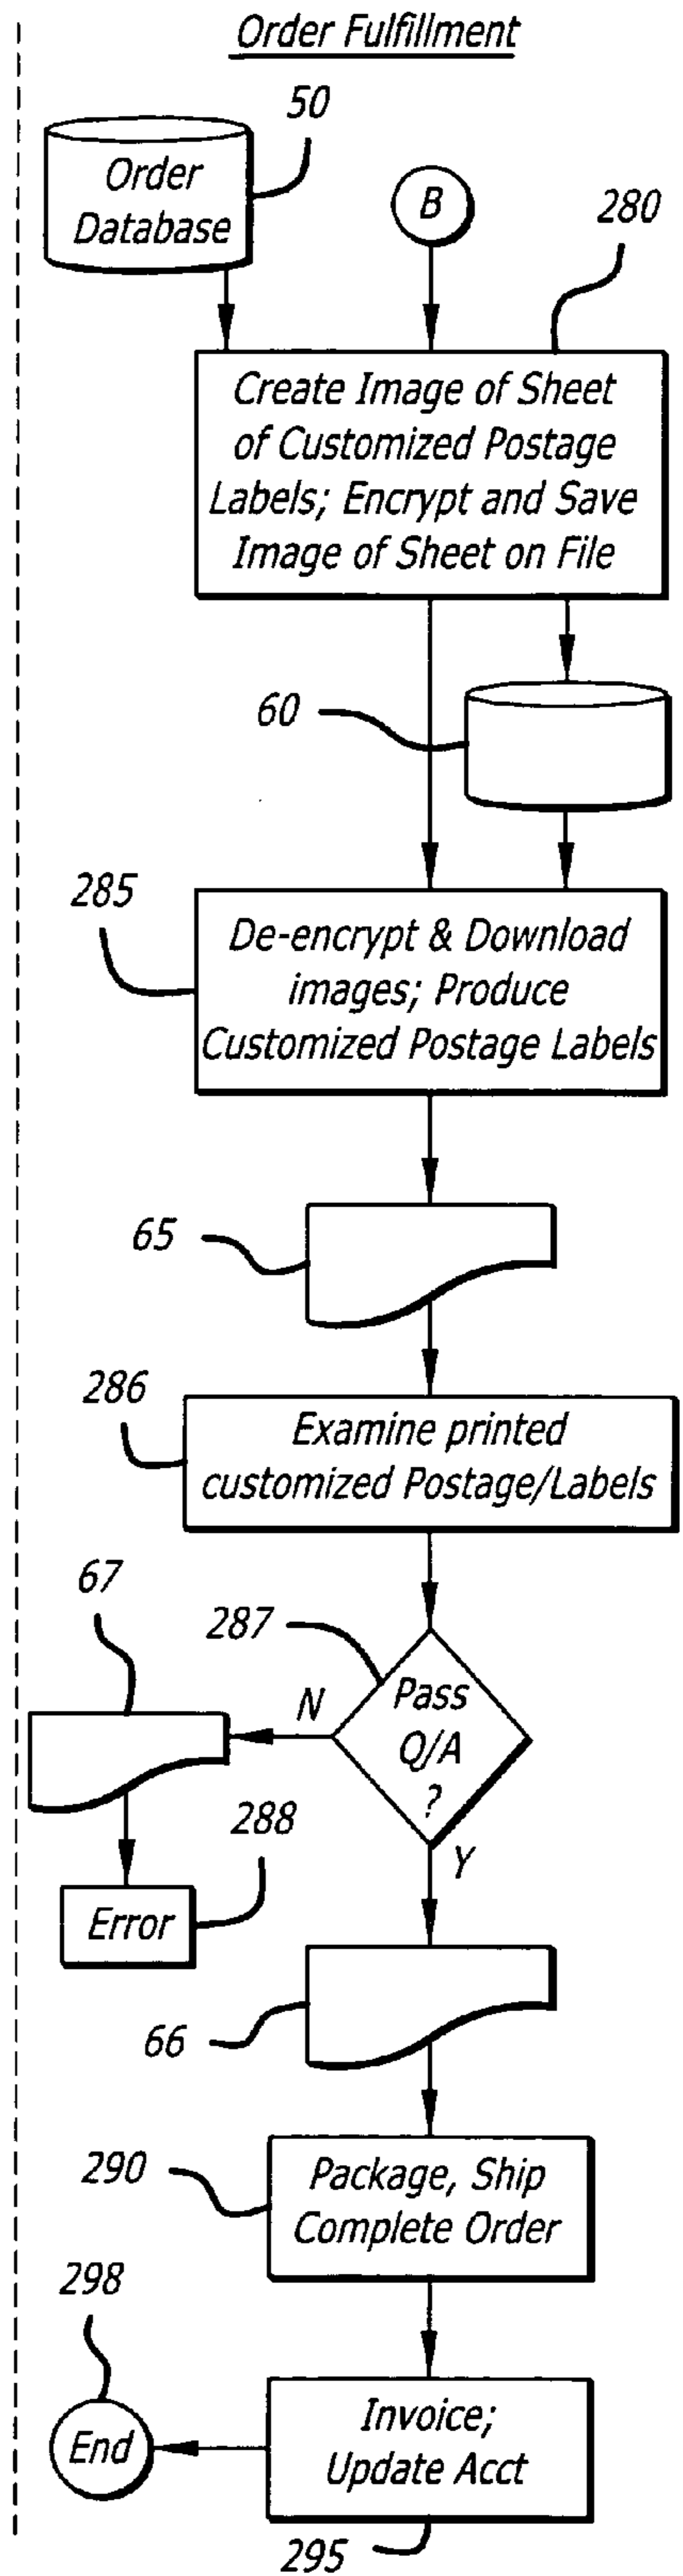 Order Fulfillment
50
Order
Database
B
280
Create Image of Sheet
of Customized Postage
Labels; Encrypt and Save
Image of Sheet on File
60
285
De-encrypt & Download
images; Produce
Customized Postage Labels
65
286
Examine printed
customized Postage/Labels
67
287
N
Pass
Q/A
?
288
Y
Error
66
290
Package, Ship
Complete Order
298
End
Invoice;
Update Acct
295